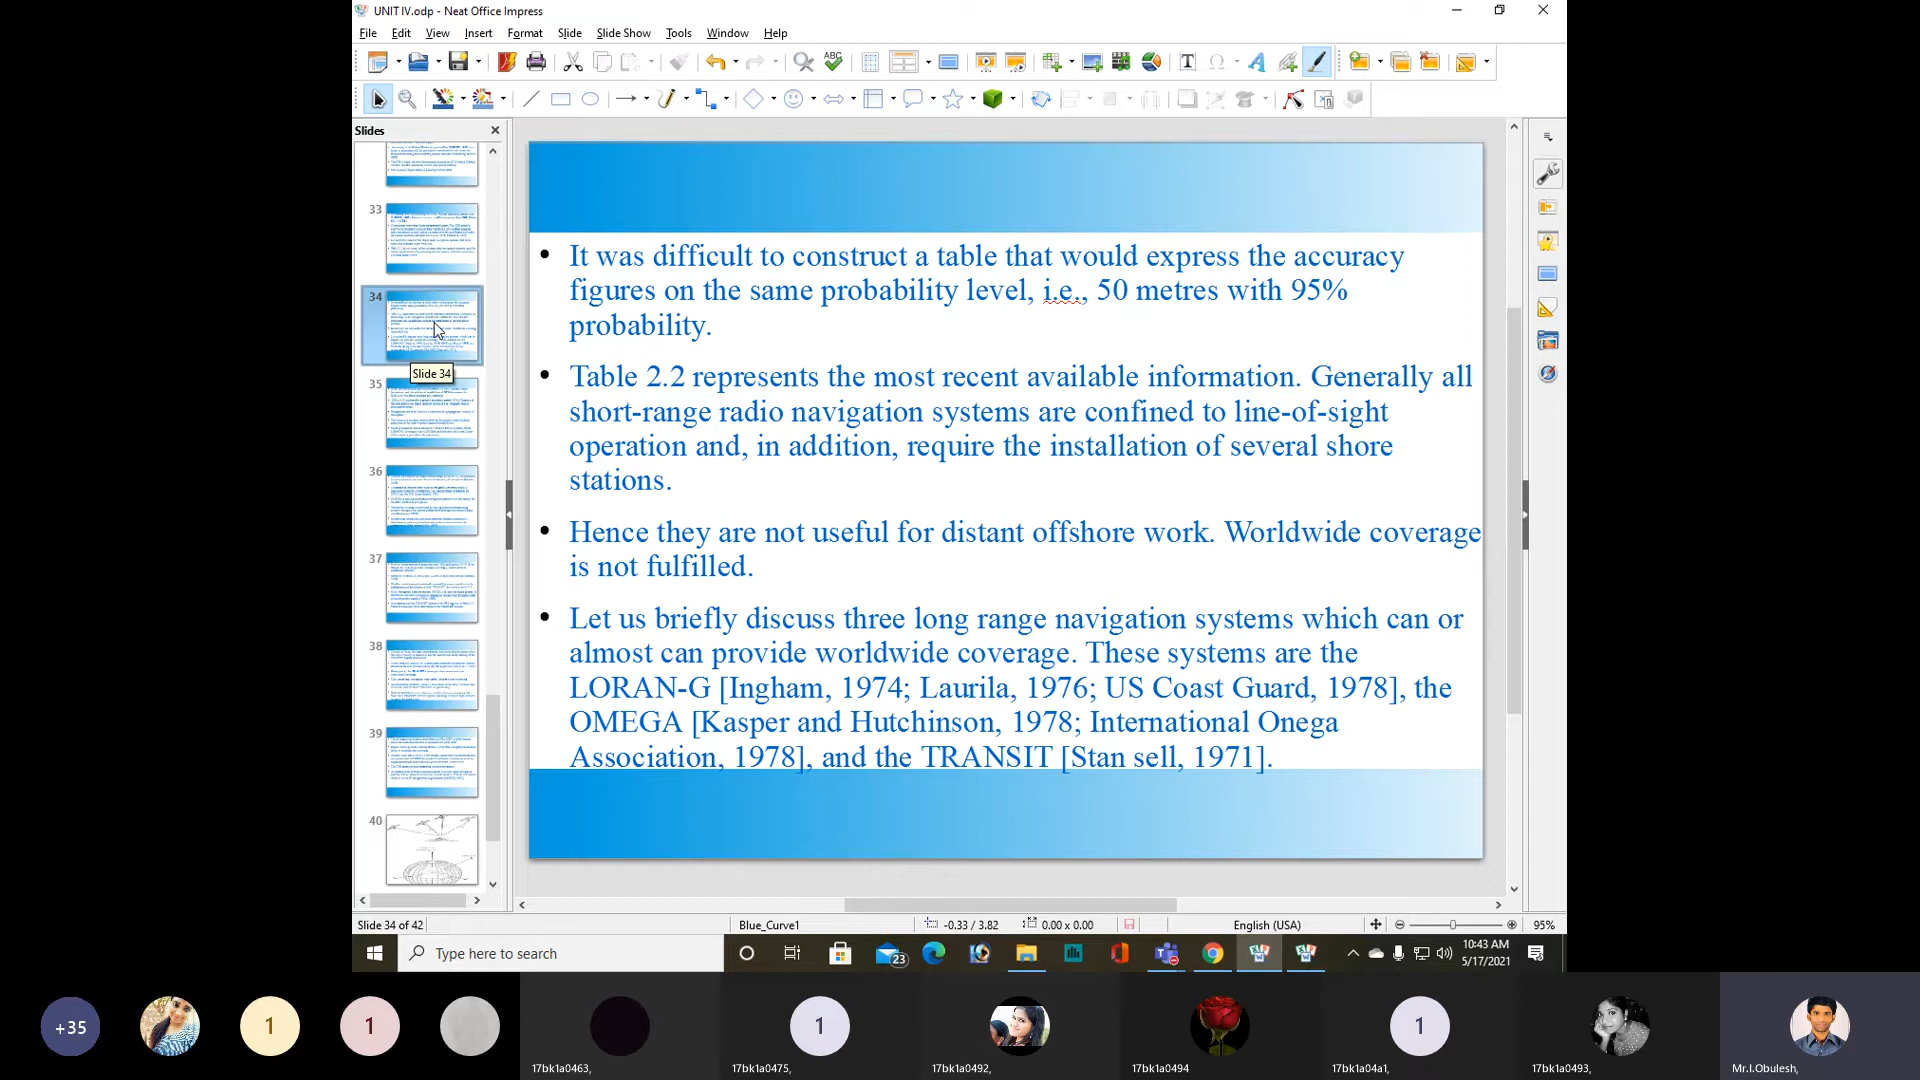 UNIT IV.odp - Neat Office Impress
File Edit View Insert Format Slide Slide Show Tools Window Help
Slides
33
34
Slide 34
35
36
37
38
39
40
It was difficult to construct a table that would express the accuracy
figures on the same probability level, i.e., 50 metres with 95%
probability.
Table 2.2 represents the most recent available information. Generally all
short-range radio navigation systems are confined to line-of-sight
operation and, in addition, require the installation of several shore
stations.
Hence they are not useful for distant offshore work. Worldwide coverage
is not fulfilled.
Let us briefly discuss three long range navigation systems which can or
almost can provide worldwide coverage. These systems are the
LORAN-G [Ingham, 1974; Laurila, 1976; US Coast Guard, 1978], the
OMEGA [Kasper and Hutchinson, 1978; International Onega
Association, 1978], and the TRANSIT [Stan sell, 1971].
Slide 34 of 42 Blue_Curve1 -0.33 / 3.82 0.00 x 0.00 English (USA) 95%
Type here to search 23 10:43 AM
5/17/2021
+35 1 1 1 1
17bk1a0463, 17bk1a0475, 17bk1a0492, 17bk1a0494 17bk1a04a1, 17bk1a0493, Mr.I.Obulesh,